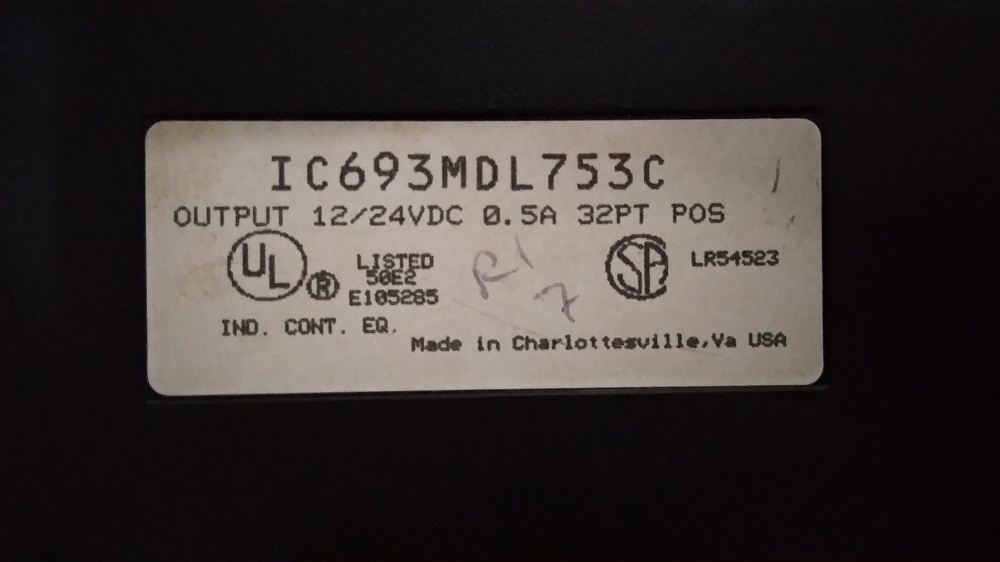 IC693MDL753C
OUTPUT 12/24VDC 0.5A 32PT POS
UL ® LISTED
50E2
E105285
SA LR54523
R1
7
IND. CONT. EQ.
Made in Charlottesville,Va USA